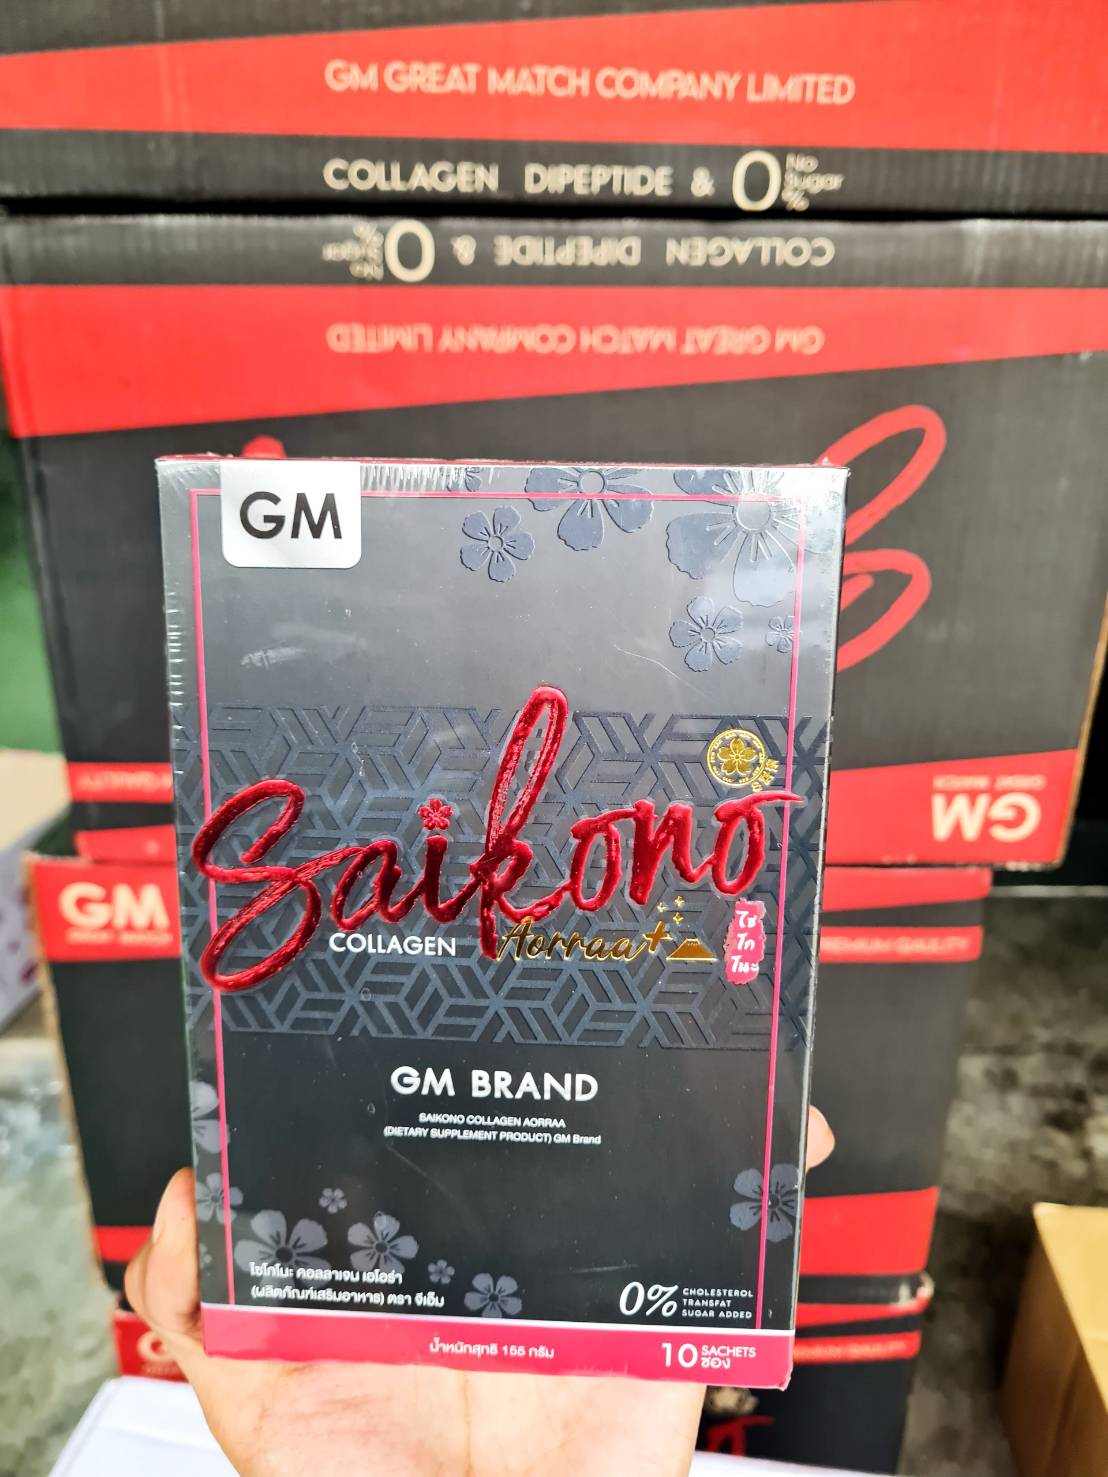 GM GREAT MATCH COMPANY LIMITED
COLLAGEN DIPEPTIDE & 0 No Sugar %
COLLAGEN DIPEPTIDE & 0 No Sugar %
GM GREAT MATCH COMPANY LIMITED
GM
Saikono
COLLAGEN Aorraa+
ไซ
โก
โนะ
GM BRAND
SAIKONO COLLAGEN AORRAA
(DIETARY SUPPLEMENT PRODUCT) GM Brand
ไซโกโนะ คอลลาเจน เอโอร่า
(ผลิตภัณฑ์เสริมอาหาร) ตรา จีเอ็ม
0% CHOLESTEROL
TRANSFAT
SUGAR ADDED
น้ำหนักสุทธิ 155 กรัม
10 SACHETS
ซอง
GM
GREAT MATCH
GM
PREMIUM QAULITY